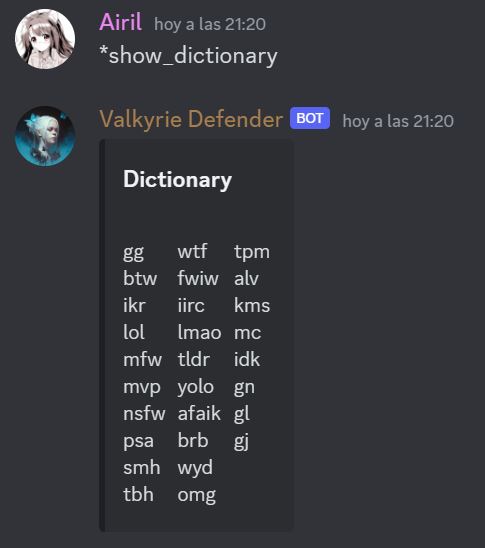 Airil hoy a las 21:20
*show_dictionary
Valkyrie Defender BOT hoy a las 21:20
Dictionary
gg wtf tpm
btw fwiw alv
ikr iirc kms
lol lmao mc
mfw tldr idk
mvp yolo gn
nsfw afaik gl
psa brb gj
smh wyd
tbh omg